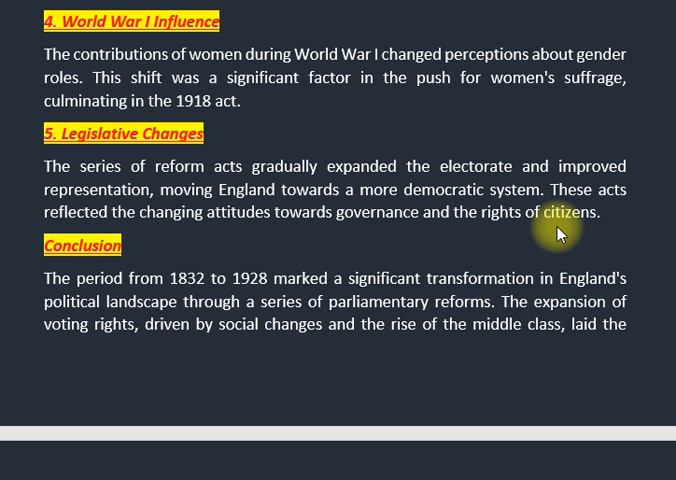 4. World War I Influence
The contributions of women during World War I changed perceptions about gender
roles. This shift was a significant factor in the push for women's suffrage,
culminating in the 1918 act.
5. Legislative Changes
The series of reform acts gradually expanded the electorate and improved
representation, moving England towards a more democratic system. These acts
reflected the changing attitudes towards governance and the rights of citizens.
Conclusion
The period from 1832 to 1928 marked a significant transformation in England's
political landscape through a series of parliamentary reforms. The expansion of
voting rights, driven by social changes and the rise of the middle class, laid the